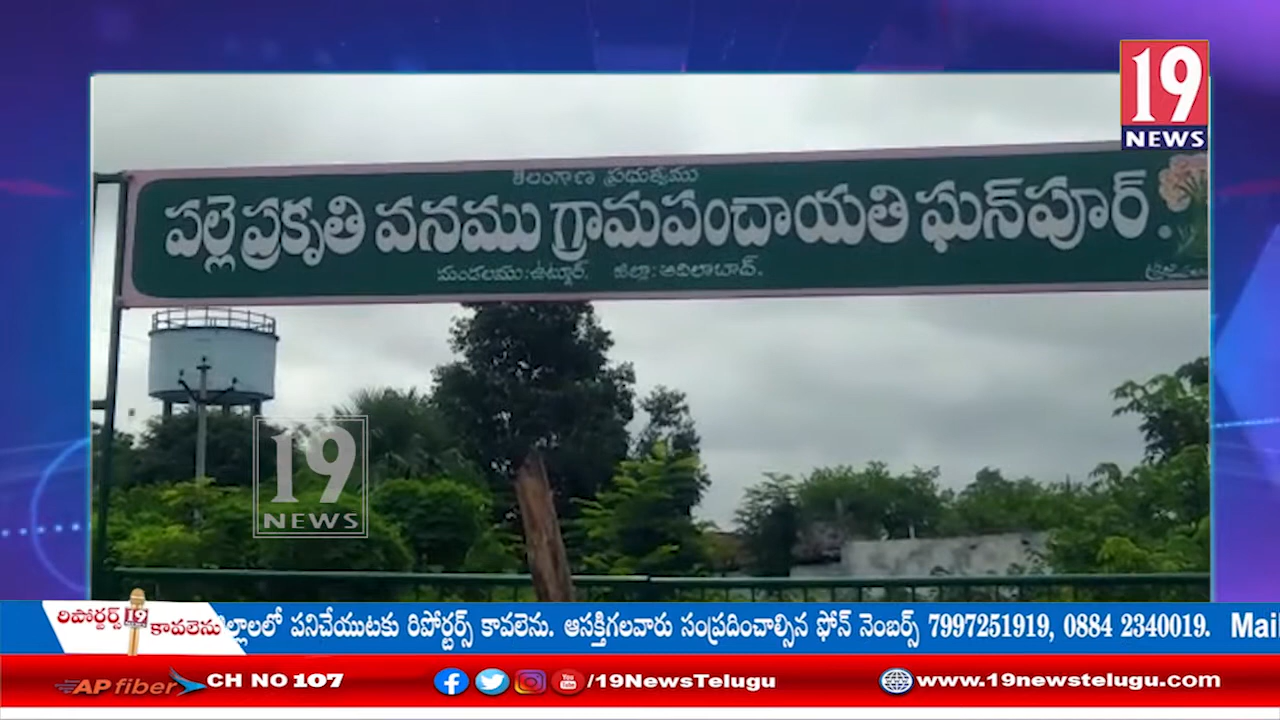 19
NEWS
తెలంగాణ ప్రభుత్వము
పల్లె ప్రకృతి వనము గ్రామపంచాయతి ఘన్‌పూర్.
మండలము: ఉట్నూర్. జిల్లా: ఆదిలాబాద్.
19
NEWS
రిపోర్టర్స్ 19 కావలెను
ల్లాలలో పనిచేయుటకు రిపోర్టర్స్ కావలెను. ఆసక్తిగలవారు సంప్రదించాల్సిన ఫోన్ నెంబర్స్ 7997251919, 0884 2340019. Mail
AP fiber CH NO 107 /19NewsTelugu www.19newstelugu.com